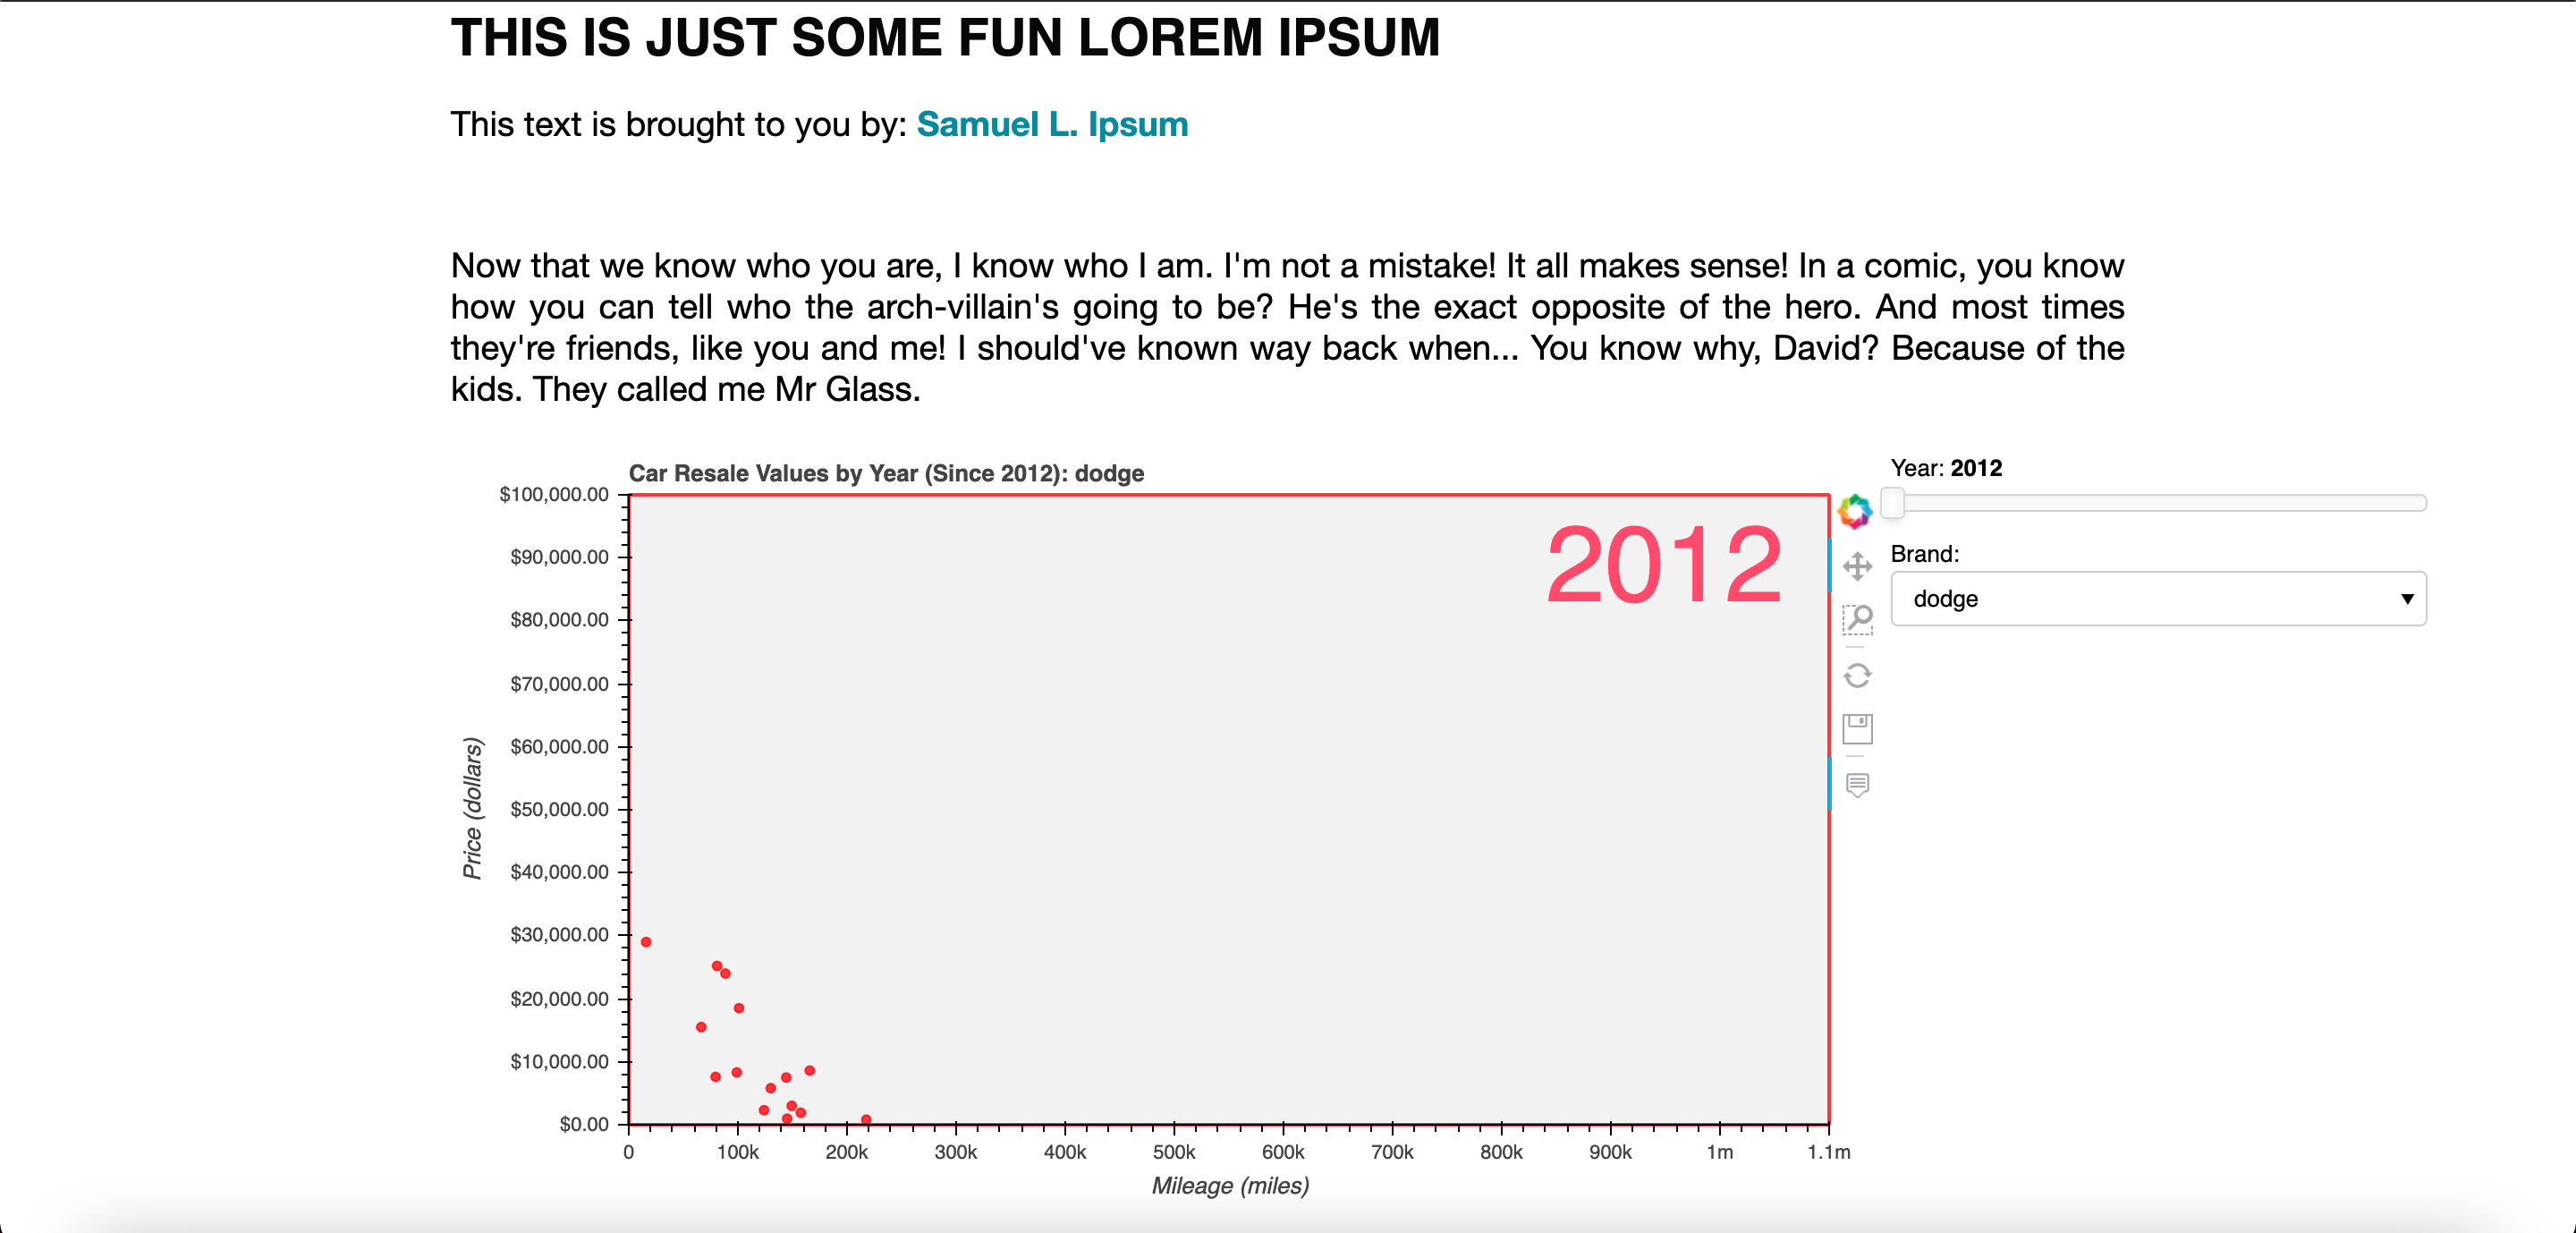 THIS IS JUST SOME FUN LOREM IPSUM
This text is brought to you by: Samuel L. Ipsum
Now that we know who you are, I know who I am. I'm not a mistake! It all makes sense! In a comic, you know
how you can tell who the arch-villain's going to be? He's the exact opposite of the hero. And most times
they're friends, like you and me! I should've known way back when... You know why, David? Because of the
kids. They called me Mr Glass.
Car Resale Values by Year (Since 2012): dodge
2012
Price (dollars)
$100,000.00
$90,000.00
$80,000.00
$70,000.00
$60,000.00
$50,000.00
$40,000.00
$30,000.00
$20,000.00
$10,000.00
$0.00
0 100k 200k 300k 400k 500k 600k 700k 800k 900k 1m 1.1m
Mileage (miles)
Year: 2012
Brand:
dodge